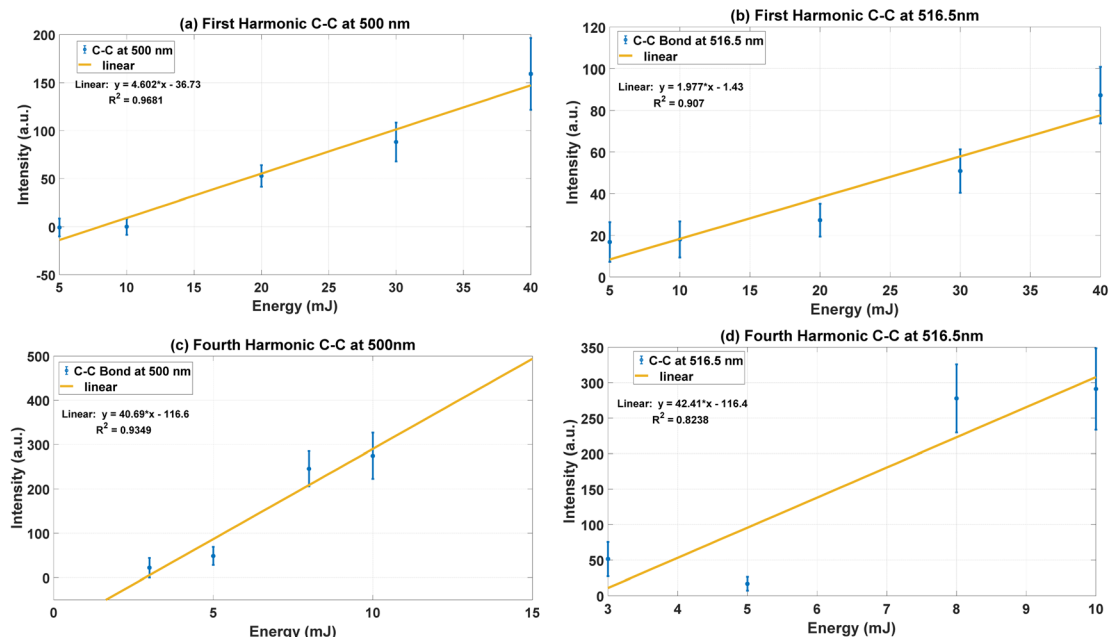 (a) First Harmonic C-C at 500 nm
200
150
100
50
0
-50
Intensity (a.u.)
C-C at 500 nm
linear
Linear: y = 4.602*x - 36.73
R² = 0.9681
5 10 15 20 25 30 35 40
Energy (mJ)
(b) First Harmonic C-C at 516.5nm
120
100
80
60
40
20
0
Intensity (a.u.)
C-C Bond at 516.5 nm
linear
Linear: y = 1.977*x - 1.43
R² = 0.907
5 10 15 20 25 30 35 40
Energy (mJ)
(c) Fourth Harmonic C-C at 500nm
500
400
300
200
100
0
Intensity (a.u.)
C-C Bond at 500 nm
linear
Linear: y = 40.69*x - 116.6
R² = 0.9349
0 5 10 15
Energy (mJ)
(d) Fourth Harmonic C-C at 516.5nm
350
300
250
200
150
100
50
0
Intensity (a.u.)
C-C at 516.5 nm
linear
Linear: y = 42.41*x - 116.4
R² = 0.8238
3 4 5 6 7 8 9 10
Energy (mJ)